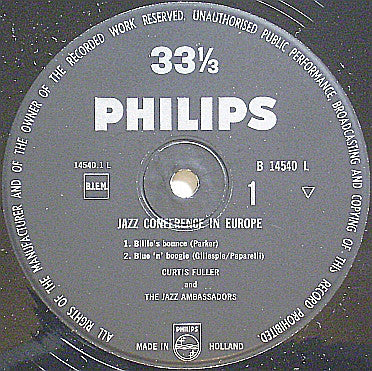 ALL RIGHTS OF THE MANUFACTURER AND OF THE OWNER OF THE RECORDED WORK RESERVED. UNAUTHORISED PUBLIC PERFORMANCE, BROADCASTING AND COPYING OF THIS RECORD PROHIBITED
33⅓
PHILIPS
14540.1 L
B 14540 L
B.I.E.M.
1
JAZZ CONFERENCE IN EUROPE
1. Billie's bounce (Parker)
2. Blue 'n' boogie (Gillespie/Paparelli)
CURTIS FULLER
and
THE JAZZ AMBASSADORS
PHILIPS
MADE IN HOLLAND